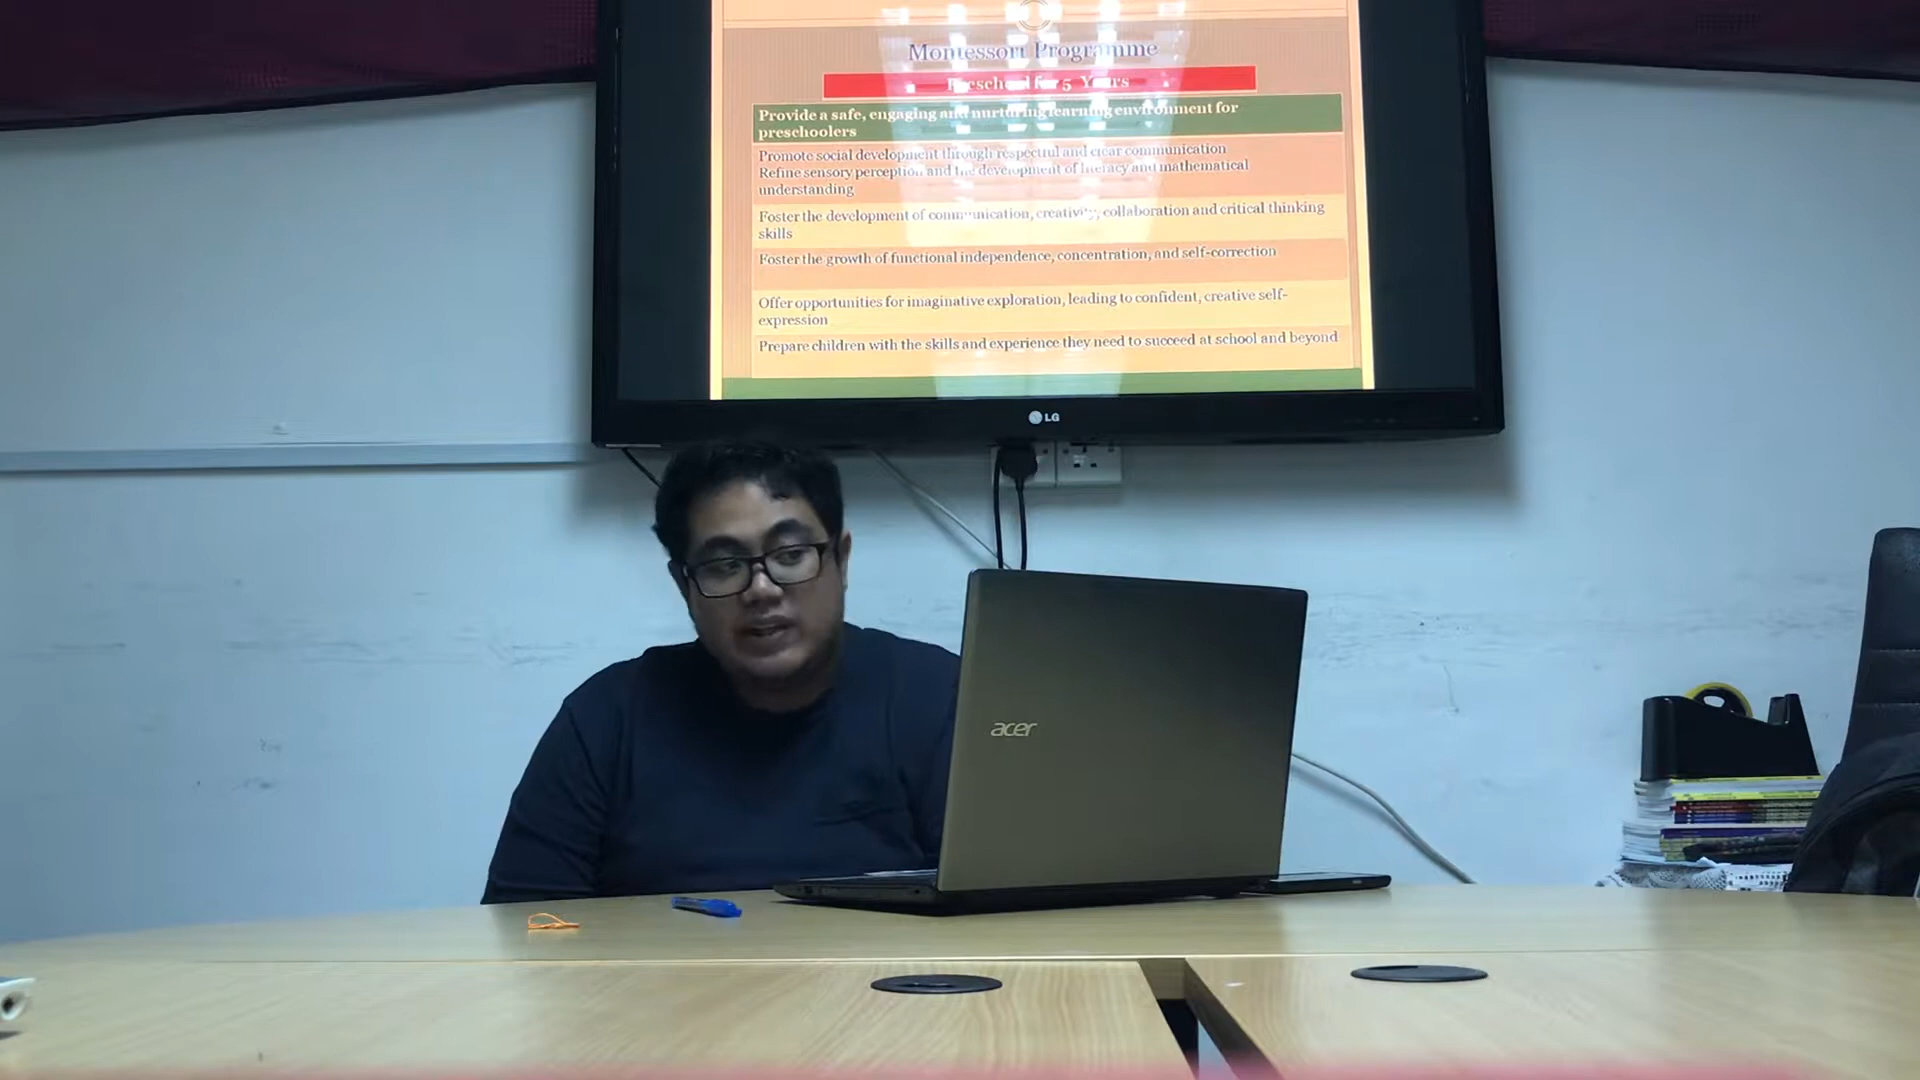 Montessori Programme
Preschool for 5 Years
Provide a safe, engaging and nurturing learning environment for
preschoolers
Promote social development through respectful and clear communication
Refine sensory perception and the development of literacy and mathematical
understanding
Foster the development of communication, creativity, collaboration and critical thinking
skills
Foster the growth of functional independence, concentration, and self-correction
Offer opportunities for imaginative exploration, leading to confident, creative self-
expression
Prepare children with the skills and experience they need to succeed at school and beyond
LG
acer